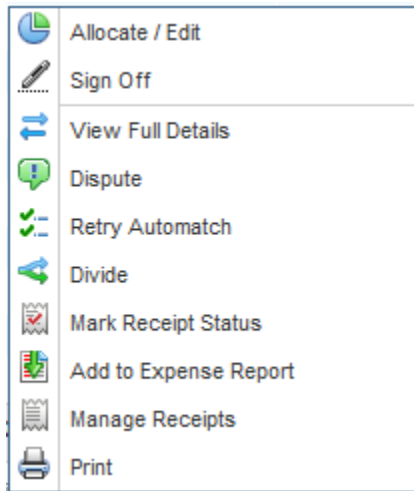 Allocate / Edit
Sign Off
View Full Details
Dispute
Retry Automatch
Divide
Mark Receipt Status
Add to Expense Report
Manage Receipts
Print